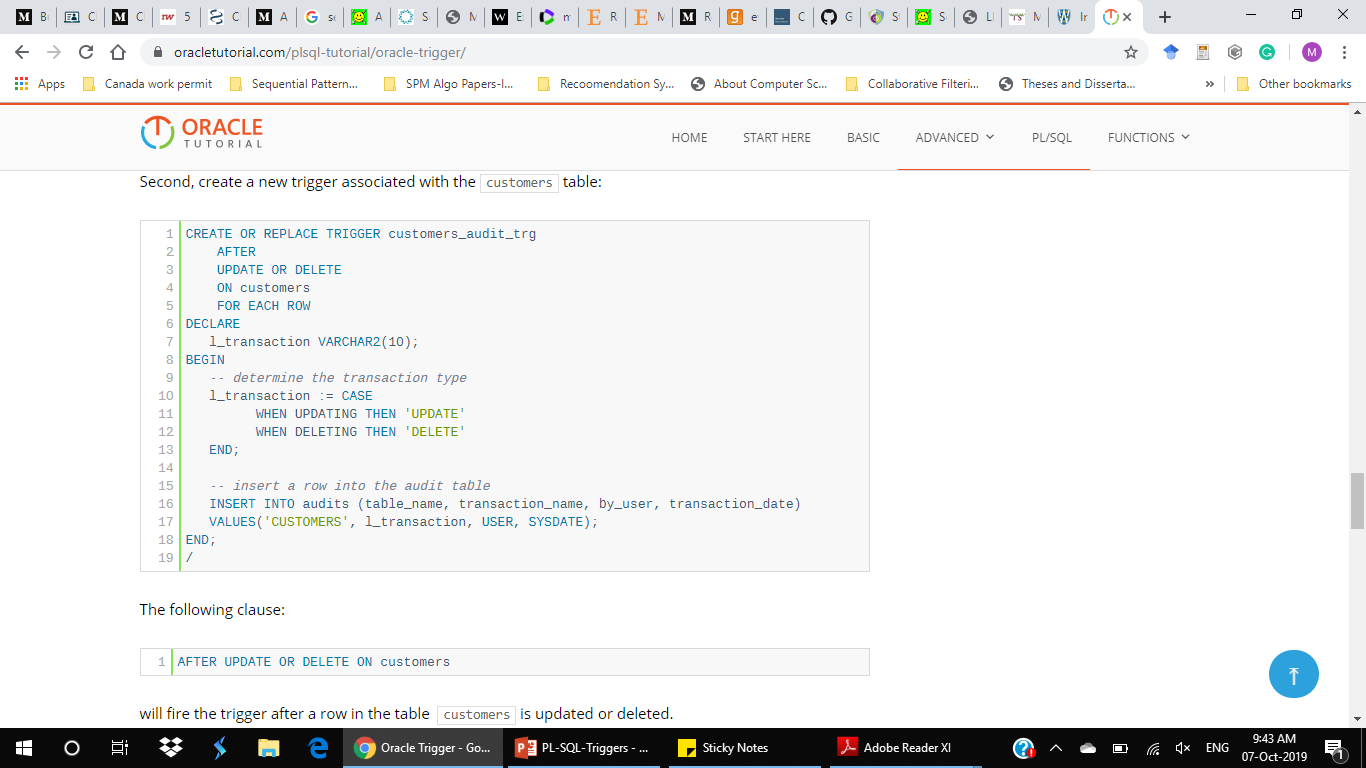 oracletutorial.com/plsql-tutorial/oracle-trigger/
M
Apps Canada work permit Sequential Pattern... SPM Algo Papers-I... Recoomendation Sy... About Computer Sc... Collaborative Filteri... Theses and Disserta... » Other bookmarks
ORACLE
TUTORIAL
HOME START HERE BASIC ADVANCED PL/SQL FUNCTIONS
Second, create a new trigger associated with the customers table:
1 CREATE OR REPLACE TRIGGER customers_audit_trg
2 AFTER
3 UPDATE OR DELETE
4 ON customers
5 FOR EACH ROW
6 DECLARE
7 l_transaction VARCHAR2(10);
8 BEGIN
9 -- determine the transaction type
10 l_transaction := CASE
11 WHEN UPDATING THEN 'UPDATE'
12 WHEN DELETING THEN 'DELETE'
13 END;
14
15 -- insert a row into the audit table
16 INSERT INTO audits (table_name, transaction_name, by_user, transaction_date)
17 VALUES('CUSTOMERS', l_transaction, USER, SYSDATE);
18 END;
19 /
The following clause:
1 AFTER UPDATE OR DELETE ON customers
will fire the trigger after a row in the table customers is updated or deleted.
Oracle Trigger - Go... PL-SQL-Triggers - ... Sticky Notes Adobe Reader XI ENG
9:43 AM
07-Oct-2019
1